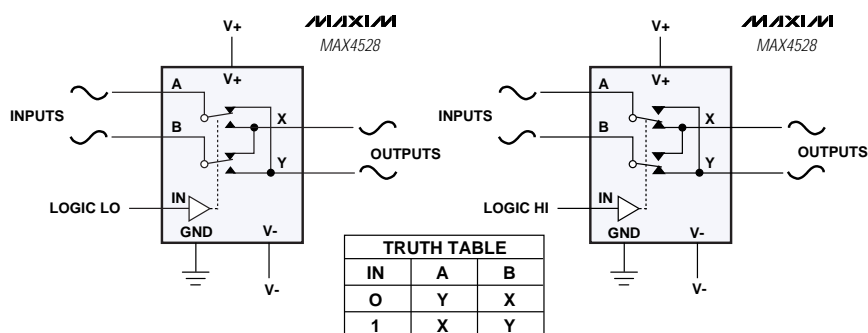 V+
MAXIM
MAX4528
V+
A
INPUTS
B
X
Y
OUTPUTS
LOGIC LO
IN
GND
V-
V-
V+
MAXIM
MAX4528
V+
A
INPUTS
B
X
Y
OUTPUTS
LOGIC HI
IN
GND
V-
V-
TRUTH TABLE
IN A B
O Y X
1 X Y